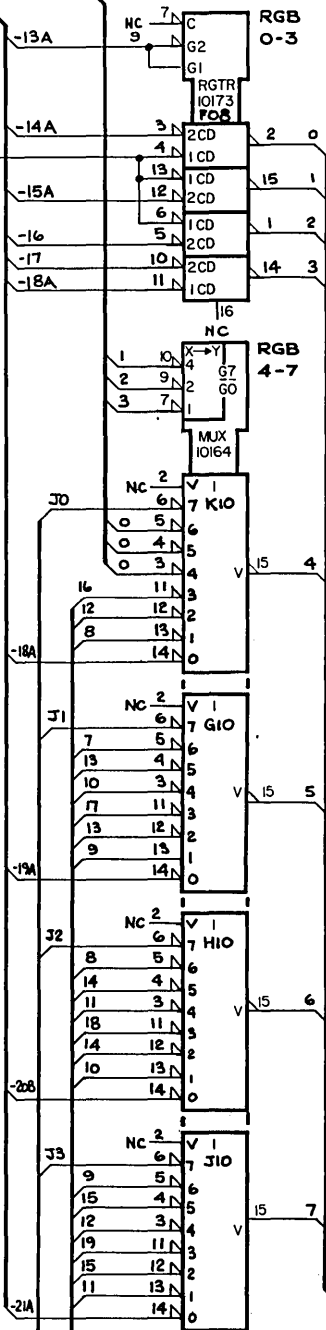 NC 7 C RGB
-13A 9 G2 0-3
G1
RGTR
10173
F08
-14A 3 2CD 2 0
4 1CD
13 1CD 15 1
-15A 12 2CD
6 1CD 1 2
-16 5 2CD
-17 10 2CD 14 3
-18A 11 1CD
16
NC
X→Y RGB
1 10 4 G7 4-7
2 9 2 G0
3 7 1
MUX
10164
NC 2 V 1
J0 6 7 K10
0 5 6
0 4 5
0 3 4 V 15 4
16 11 3
12 12 2
8 13 1
-18A 14 0
NC 2 V 1
J1 6 7 G10
7 5 6
13 4 5
10 3 4 V 15 5
17 11 3
13 12 2
9 13 1
-19A 14 0
NC 2 V 1
J2 6 7 H10
8 5 6
14 4 5
11 3 4 V 15 6
18 11 3
14 12 2
10 13 1
-20B 14 0
NC 2 V 1
J3 6 7 J10
9 5 6
15 4 5
12 3 4 V 15 7
19 11 3
15 12 2
11 13 1
-21A 14 0